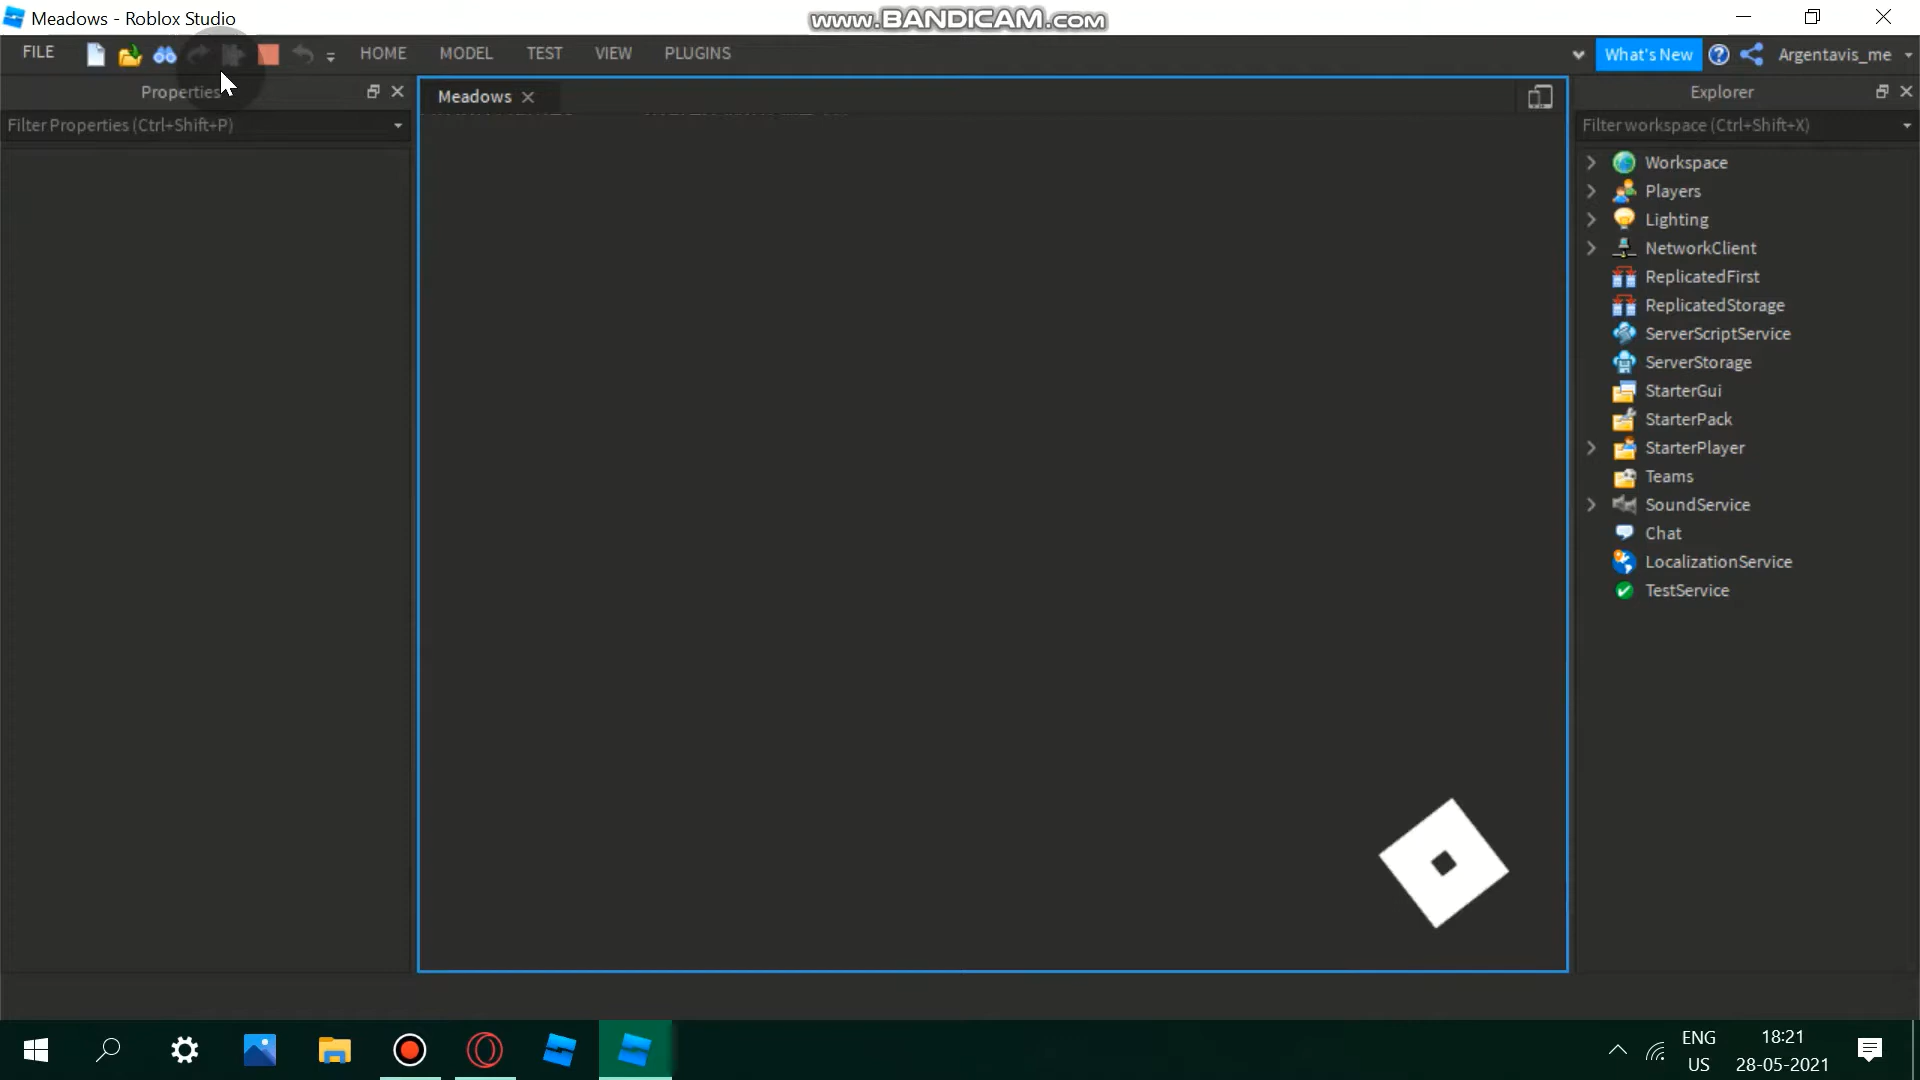 Meadows - Roblox Studio
www.BANDICAM.com
FILE
HOME
MODEL
TEST
VIEW
PLUGINS
What's New
Argentavis_me
Properties
Meadows
Explorer
Filter Properties (Ctrl+Shift+P)
Filter workspace (Ctrl+Shift+X)
Workspace
Players
Lighting
NetworkClient
ReplicatedFirst
ReplicatedStorage
ServerScriptService
ServerStorage
StarterGui
StarterPack
StarterPlayer
Teams
SoundService
Chat
LocalizationService
TestService
ENG
US
18:21
28-05-2021